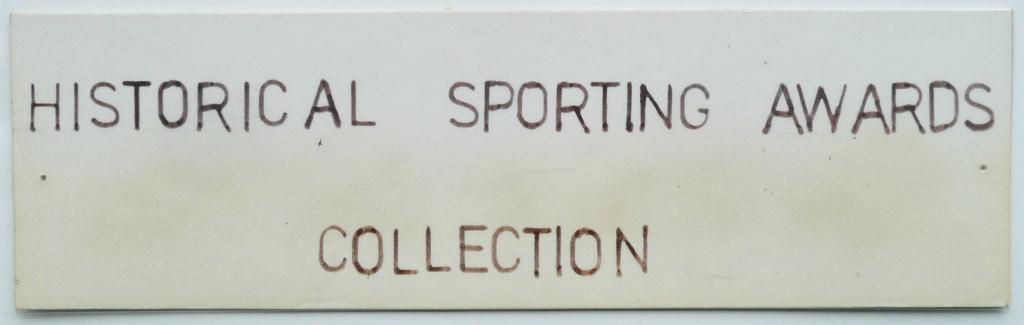 HISTORICAL SPORTING AWARDS
COLLECTION